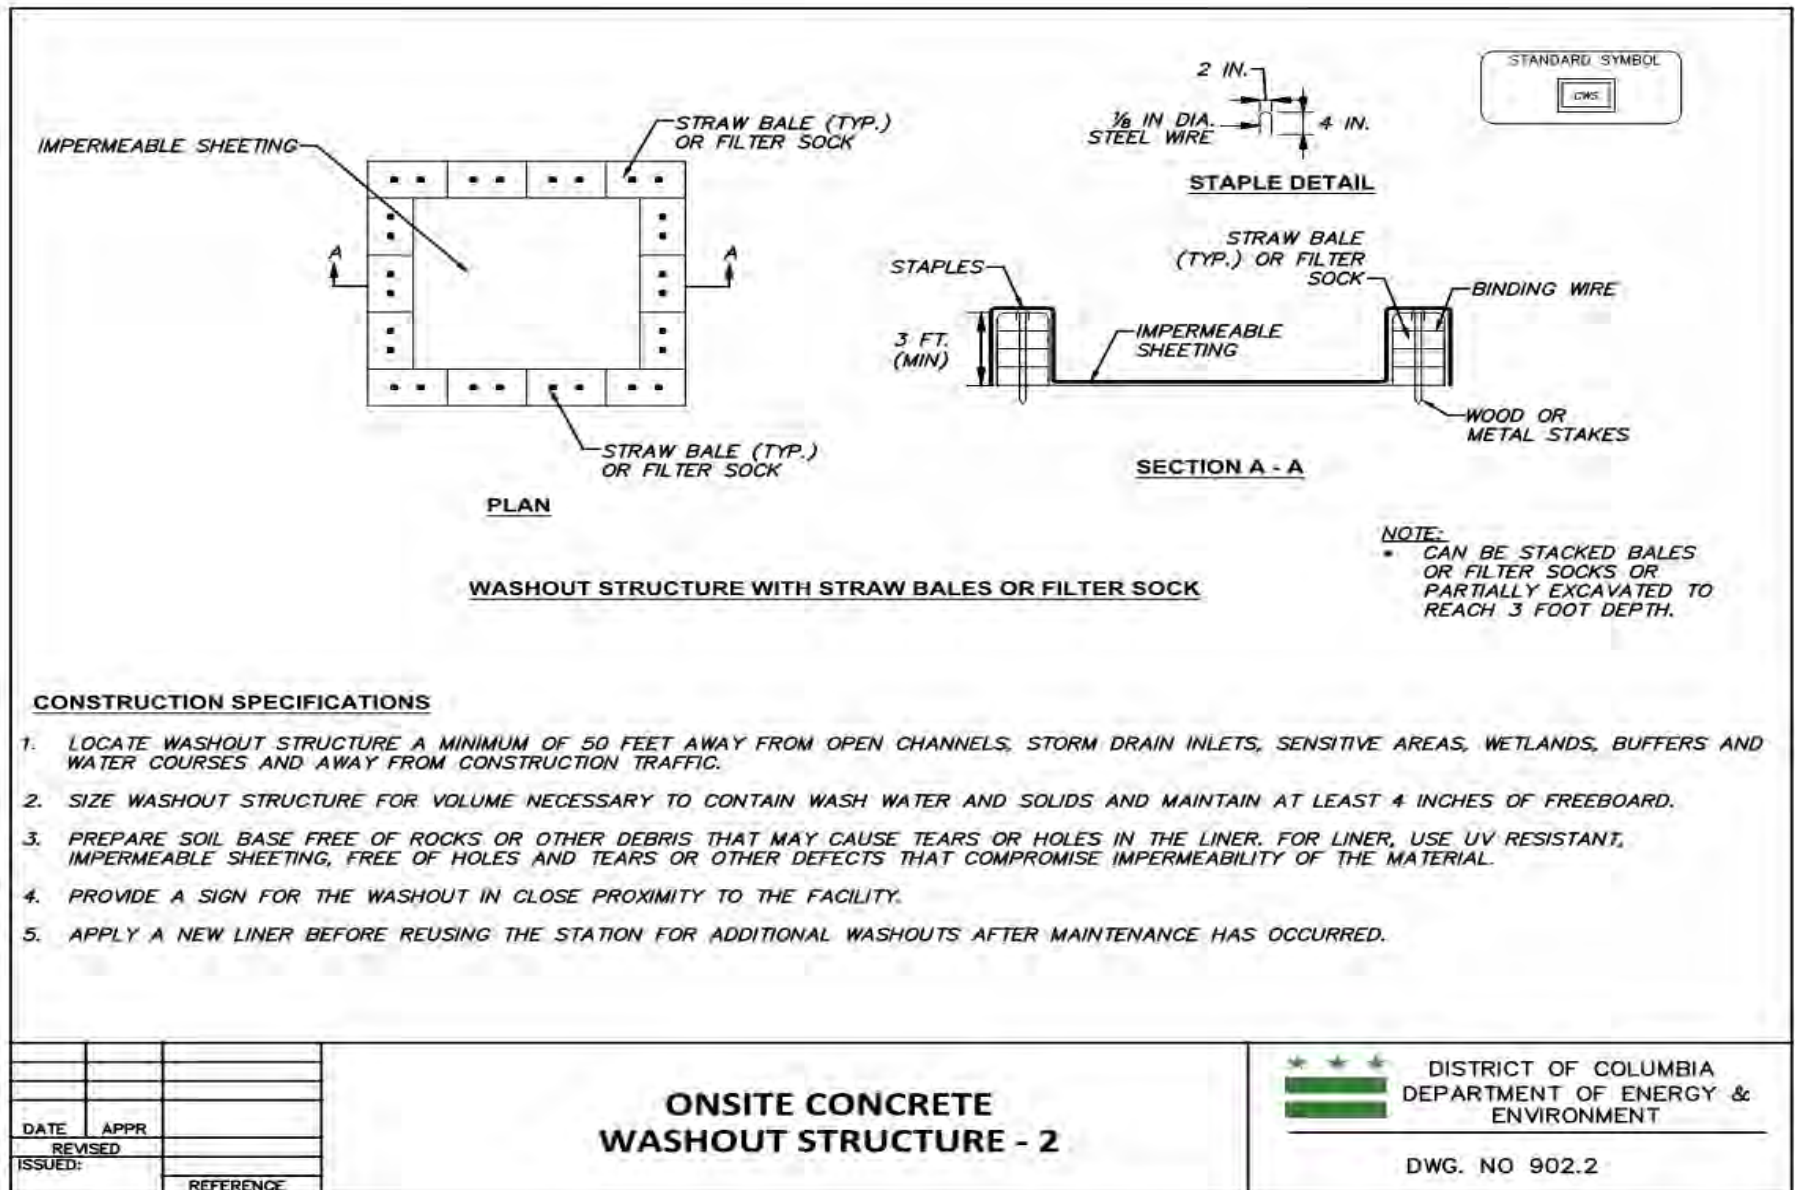 STANDARD SYMBOL
CWS
2 IN.
⅛ IN DIA.
STEEL WIRE
4 IN.
STAPLE DETAIL
IMPERMEABLE SHEETING
STRAW BALE (TYP.)
OR FILTER SOCK
A
A
STRAW BALE (TYP.)
OR FILTER SOCK
PLAN
STAPLES
STRAW BALE
(TYP.) OR FILTER
SOCK
BINDING WIRE
3 FT.
(MIN)
IMPERMEABLE
SHEETING
WOOD OR
METAL STAKES
SECTION A - A
NOTE:
• CAN BE STACKED BALES
OR FILTER SOCKS OR
PARTIALLY EXCAVATED TO
REACH 3 FOOT DEPTH.
WASHOUT STRUCTURE WITH STRAW BALES OR FILTER SOCK
CONSTRUCTION SPECIFICATIONS
1. LOCATE WASHOUT STRUCTURE A MINIMUM OF 50 FEET AWAY FROM OPEN CHANNELS, STORM DRAIN INLETS, SENSITIVE AREAS, WETLANDS, BUFFERS AND
WATER COURSES AND AWAY FROM CONSTRUCTION TRAFFIC.
2. SIZE WASHOUT STRUCTURE FOR VOLUME NECESSARY TO CONTAIN WASH WATER AND SOLIDS AND MAINTAIN AT LEAST 4 INCHES OF FREEBOARD.
3. PREPARE SOIL BASE FREE OF ROCKS OR OTHER DEBRIS THAT MAY CAUSE TEARS OR HOLES IN THE LINER. FOR LINER, USE UV RESISTANT,
IMPERMEABLE SHEETING, FREE OF HOLES AND TEARS OR OTHER DEFECTS THAT COMPROMISE IMPERMEABILITY OF THE MATERIAL.
4. PROVIDE A SIGN FOR THE WASHOUT IN CLOSE PROXIMITY TO THE FACILITY.
5. APPLY A NEW LINER BEFORE REUSING THE STATION FOR ADDITIONAL WASHOUTS AFTER MAINTENANCE HAS OCCURRED.
DATE APPR
REVISED
ISSUED:
REFERENCE
ONSITE CONCRETE
WASHOUT STRUCTURE - 2
DISTRICT OF COLUMBIA
DEPARTMENT OF ENERGY &
ENVIRONMENT
DWG. NO 902.2